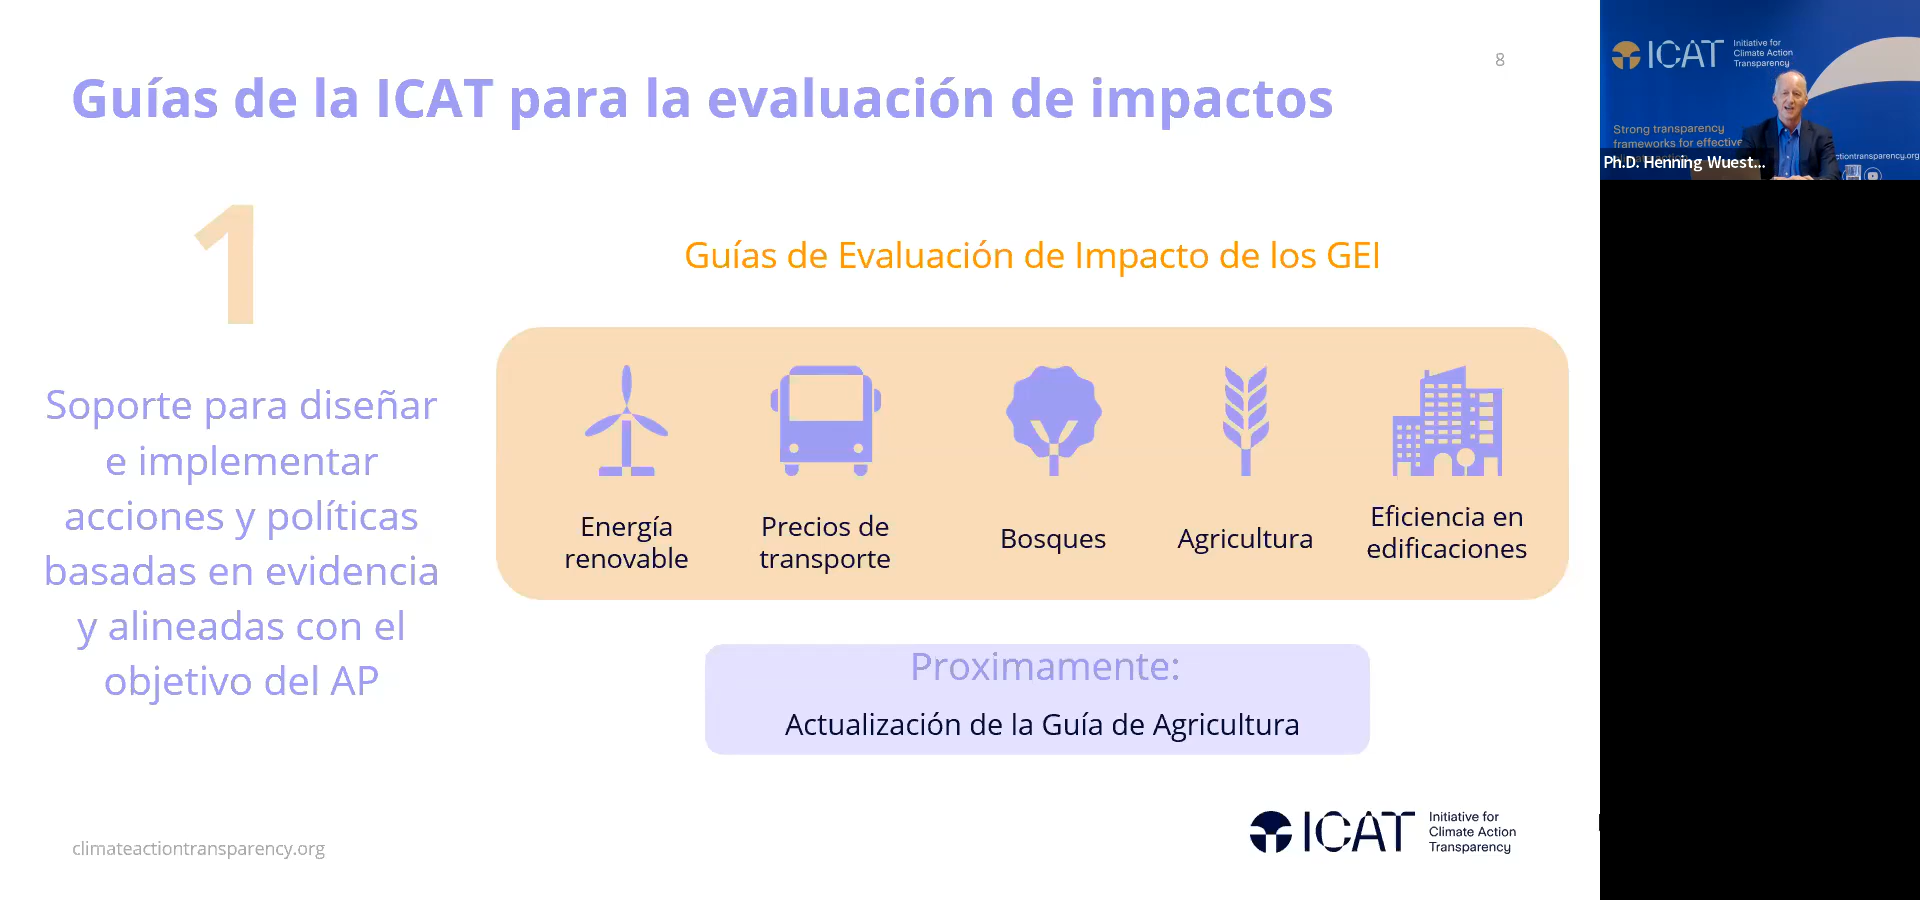 Guías de la ICAT para la evaluación de impactos
8
1
Soporte para diseñar
e implementar
acciones y políticas
basadas en evidencia
y alineadas con el
objetivo del AP
Guías de Evaluación de Impacto de los GEI
Energía
renovable
Precios de
transporte
Bosques
Agricultura
Eficiencia en
edificaciones
Proximamente:
Actualización de la Guía de Agricultura
climateactiontransparency.org
ICAT
Initiative for
Climate Action
Transparency
ICAT
Initiative for
Climate Action
Transparency
Strong transparency
frameworks for effective
ctiontransparency.org
Ph.D. Henning Wuest...